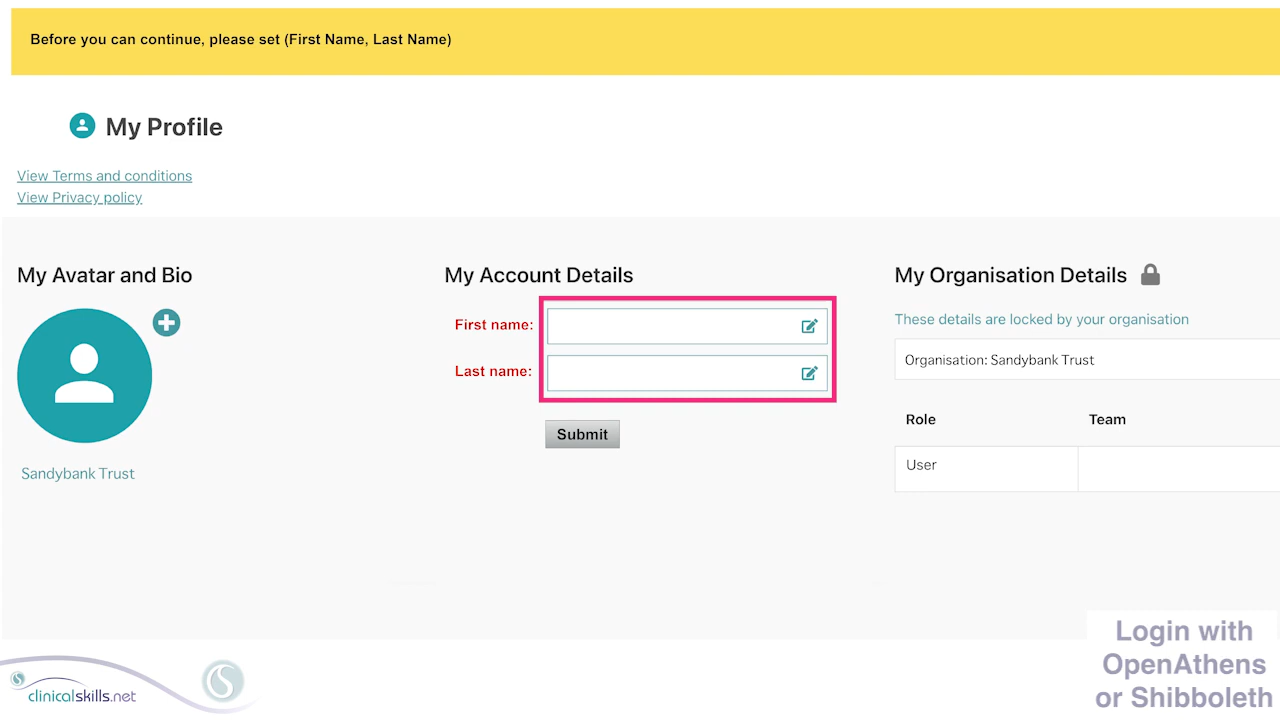 Before you can continue, please set (First Name, Last Name)
My Profile
View Terms and conditions
View Privacy policy
My Avatar and Bio
Sandybank Trust
My Account Details
First name:
Last name:
Submit
My Organisation Details
These details are locked by your organisation
Organisation: Sandybank Trust
Role Team
User
clinicalskills.net
Login with
OpenAthens
or Shibboleth